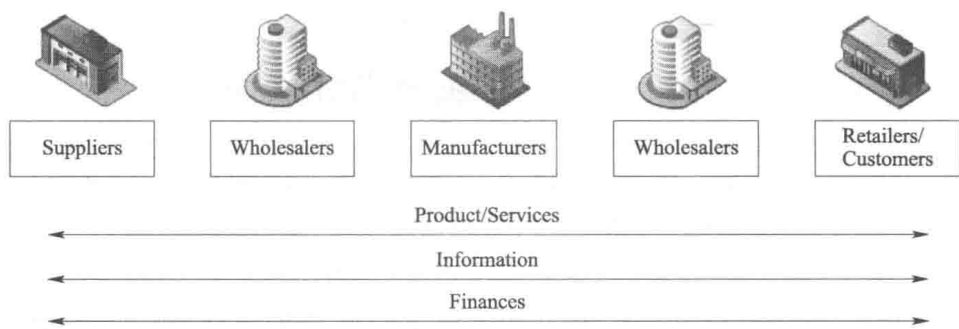 Suppliers
Wholesalers
Manufacturers
Wholesalers
Retailers/
Customers
Product/Services
Information
Finances